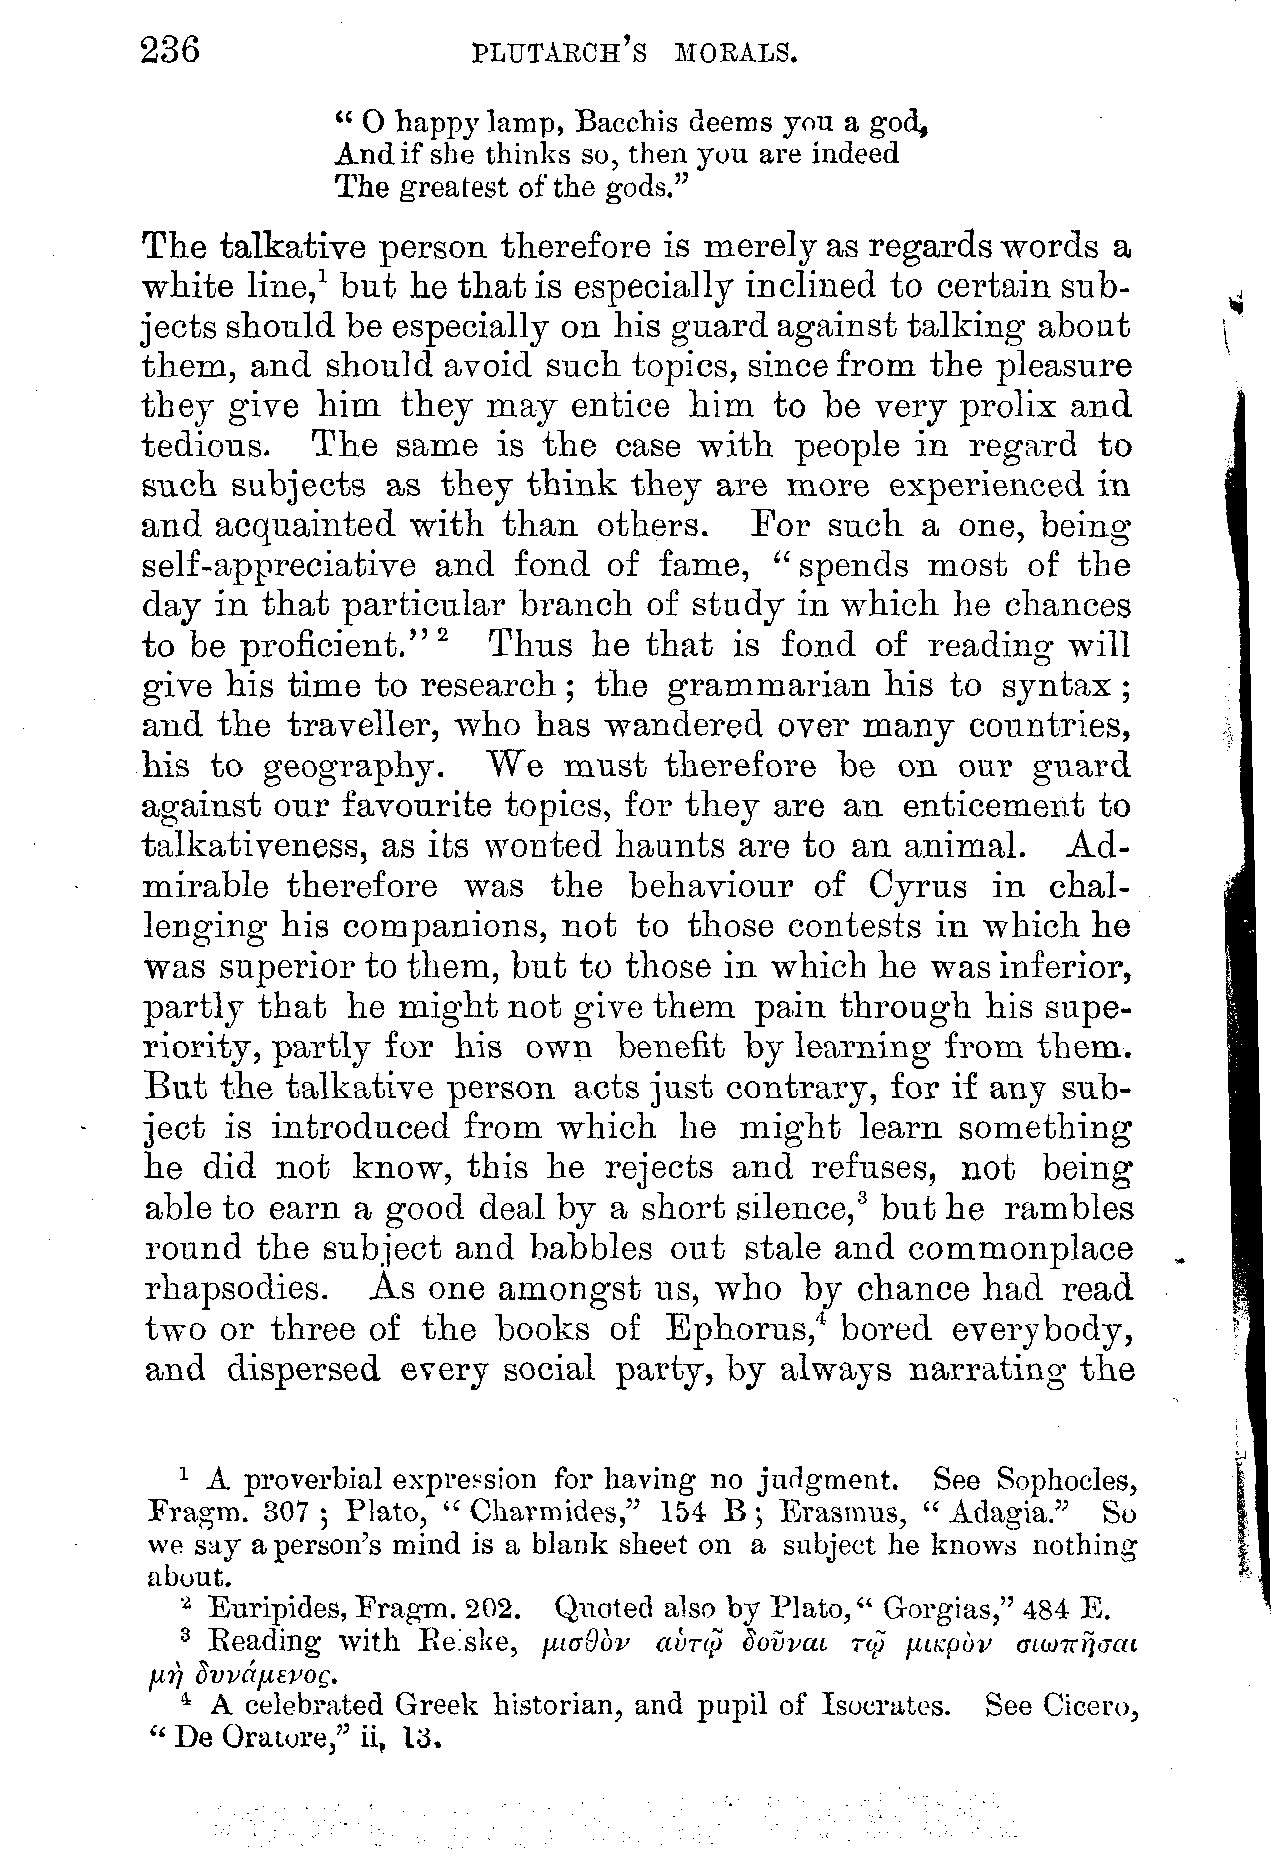 236 PLUTARCH'S MORALS.
“ O happy lamp, Bacchis deems you a god,
And if she thinks so, then you are indeed
The greatest of the gods.”
The talkative person therefore is merely as regards words a
white line,¹ but he that is especially inclined to certain sub-
jects should be especially on his guard against talking about
them, and should avoid such topics, since from the pleasure
they give him they may entice him to be very prolix and
tedious. The same is the case with people in regard to
such subjects as they think they are more experienced in
and acquainted with than others. For such a one, being
self-appreciative and fond of fame, “ spends most of the
day in that particular branch of study in which he chances
to be proficient.” ² Thus he that is fond of reading will
give his time to research ; the grammarian his to syntax ;
and the traveller, who has wandered over many countries,
his to geography. We must therefore be on our guard
against our favourite topics, for they are an enticement to
talkativeness, as its wonted haunts are to an animal. Ad-
mirable therefore was the behaviour of Cyrus in chal-
lenging his companions, not to those contests in which he
was superior to them, but to those in which he was inferior,
partly that he might not give them pain through his supe-
riority, partly for his own benefit by learning from them.
But the talkative person acts just contrary, for if any sub-
ject is introduced from which he might learn something
he did not know, this he rejects and refuses, not being
able to earn a good deal by a short silence,³ but he rambles
round the subject and babbles out stale and commonplace
rhapsodies. As one amongst us, who by chance had read
two or three of the books of Ephorus,⁴ bored everybody,
and dispersed every social party, by always narrating the
¹ A proverbial expression for having no judgment. See Sophocles,
Fragm. 307 ; Plato, “ Charmides,” 154 B ; Erasmus, “ Adagia.” So
we say a person's mind is a blank sheet on a subject he knows nothing
about.
² Euripides, Fragm. 202. Quoted also by Plato, “ Gorgias,” 484 E.
³ Reading with Reiske, μισθὸν αὑτῷ δοῦναι τῷ μικρὸν σιωπῆσαι
μὴ δυνάμενος.
⁴ A celebrated Greek historian, and pupil of Isocrates. See Cicero,
“ De Oratore,” ii, 13.